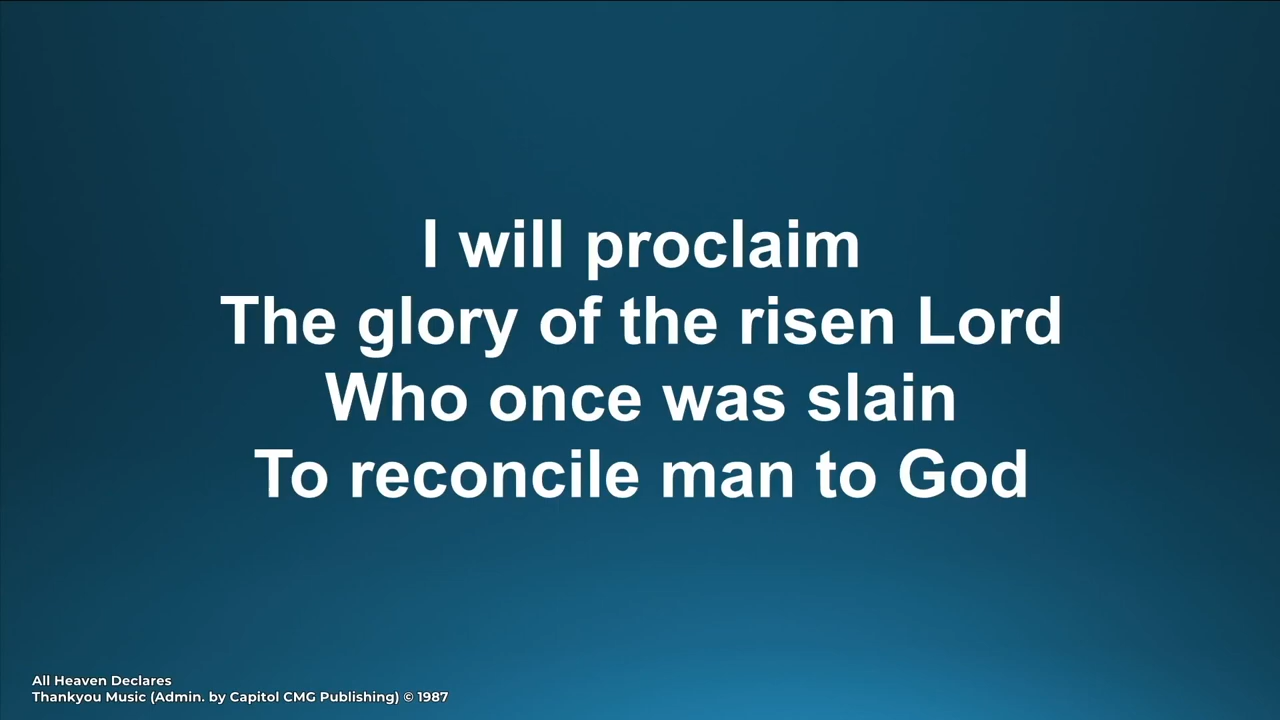 I will proclaim
The glory of the risen Lord
Who once was slain
To reconcile man to God
All Heaven Declares
Thankyou Music (Admin. by Capitol CMG Publishing) © 1987